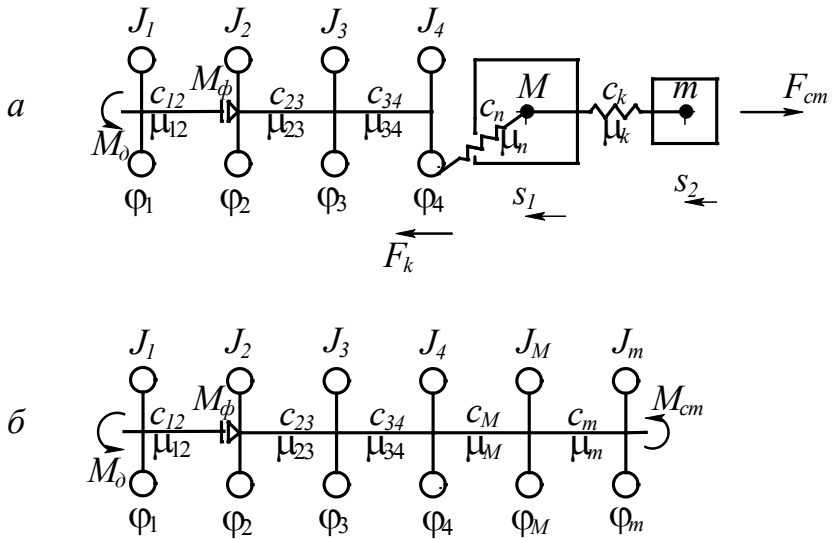 J1 J2 J3 J4
а Mд c12 μ12 Mф c23 μ23 c34 μ34 cn μn M ck μk m Fcm
φ1 φ2 φ3 φ4 s1 s2
Fk
J1 J2 J3 J4 JM Jm
б Mд c12 μ12 Mф c23 μ23 c34 μ34 cM μM cm μm Mcm
φ1 φ2 φ3 φ4 φM φm